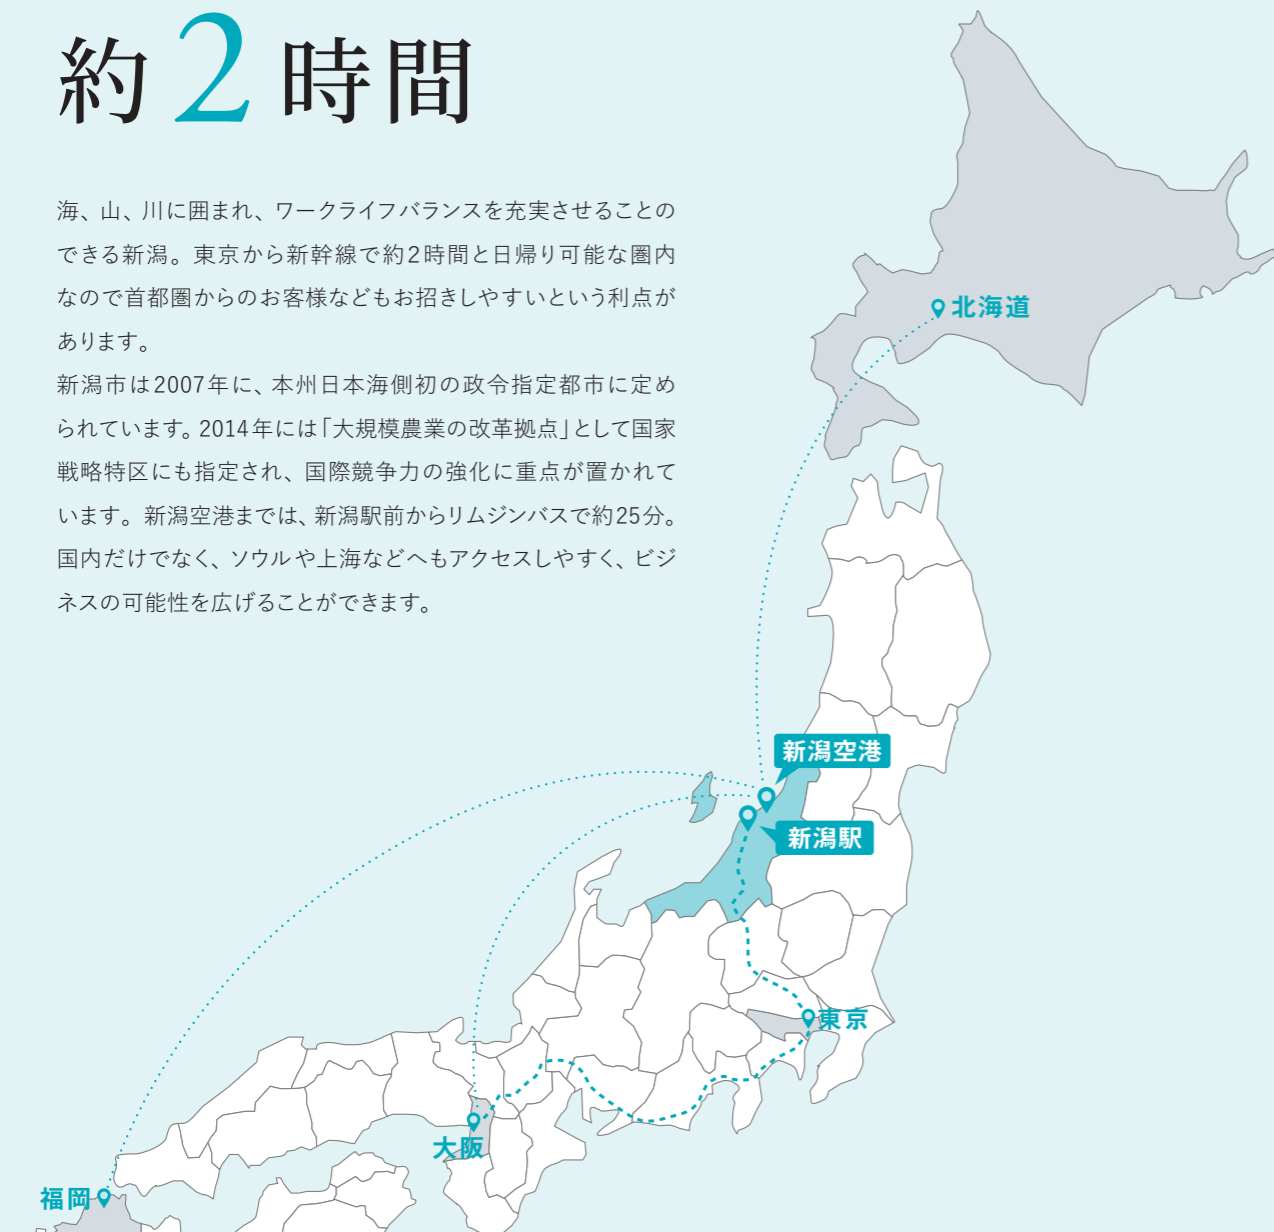 約2時間
海、山、川に囲まれ、ワークライフバランスを充実させることの
できる新潟。東京から新幹線で約2時間と日帰り可能な圏内
なので首都圏からのお客様などもお招きしやすいという利点が
あります。
新潟市は2007年に、本州日本海側初の政令指定都市に定め
られています。2014年には「大規模農業の改革拠点」として国家
戦略特区にも指定され、国際競争力の強化に重点が置かれて
います。新潟空港までは、新潟駅前からリムジンバスで約25分。
国内だけでなく、ソウルや上海などへもアクセスしやすく、ビジ
ネスの可能性を広げることができます。
北海道
新潟空港
新潟駅
東京
大阪
福岡